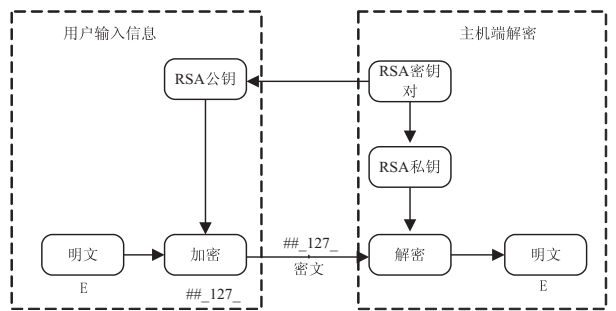 用户输入信息
主机端解密
RSA公钥
RSA密钥
对
RSA私钥
明文
加密
##_127_
密文
解密
明文
E
##_127_
E